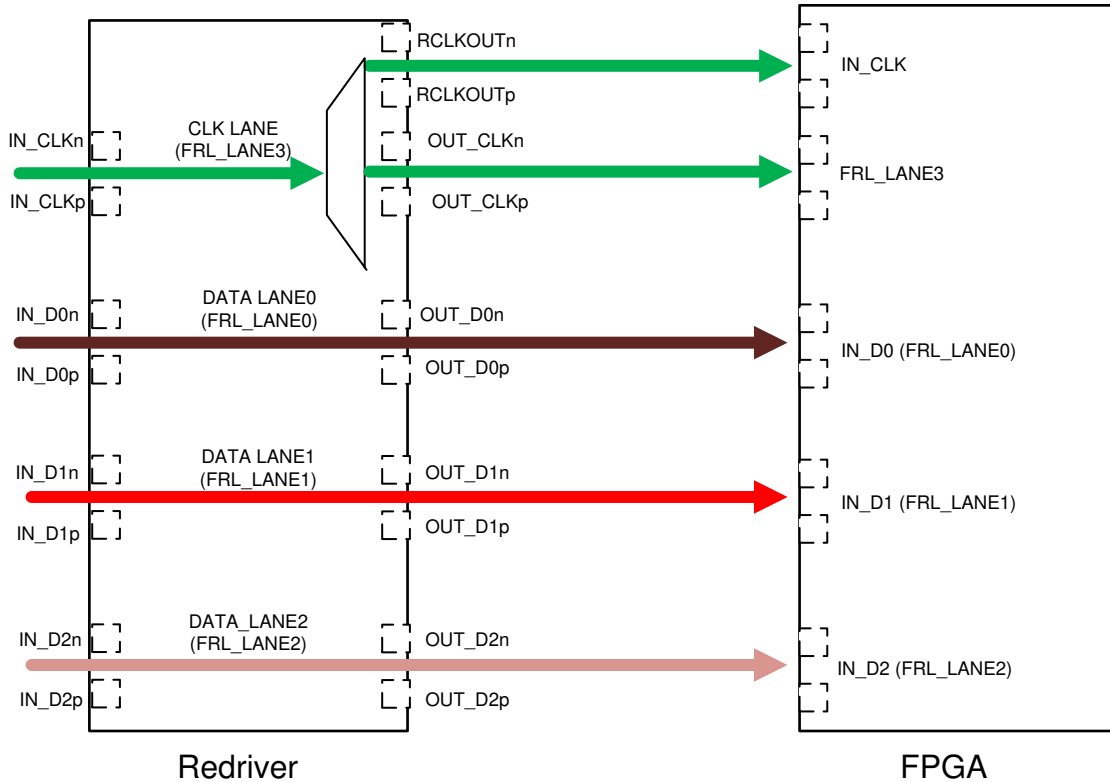 RCLKOUTn
IN_CLK
RCLKOUTp
IN_CLKn
CLK LANE
(FRL_LANE3)
OUT_CLKn
FRL_LANE3
IN_CLKp
OUT_CLKp
IN_D0n
DATA LANE0
(FRL_LANE0)
OUT_D0n
IN_D0 (FRL_LANE0)
IN_D0p
OUT_D0p
IN_D1n
DATA LANE1
(FRL_LANE1)
OUT_D1n
IN_D1 (FRL_LANE1)
IN_D1p
OUT_D1p
IN_D2n
DATA_LANE2
(FRL_LANE2)
OUT_D2n
IN_D2 (FRL_LANE2)
IN_D2p
OUT_D2p
Redriver
FPGA